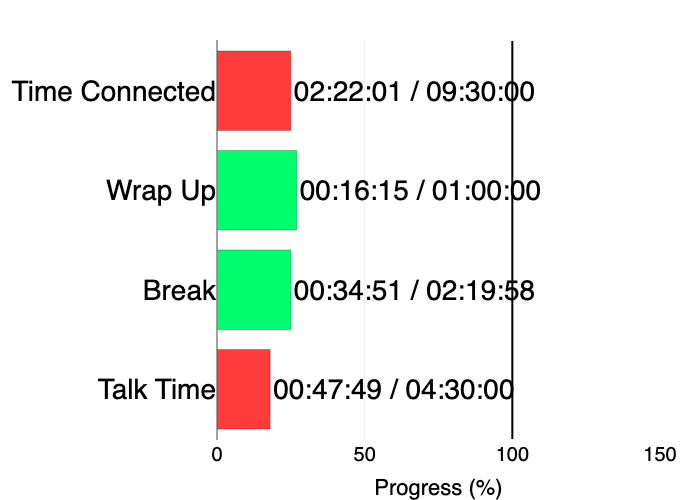 Time Connected 02:22:01 / 09:30:00
Wrap Up 00:16:15 / 01:00:00
Break 00:34:51 / 02:19:58
Talk Time 00:47:49 / 04:30:00
0 50 100 150
Progress (%)